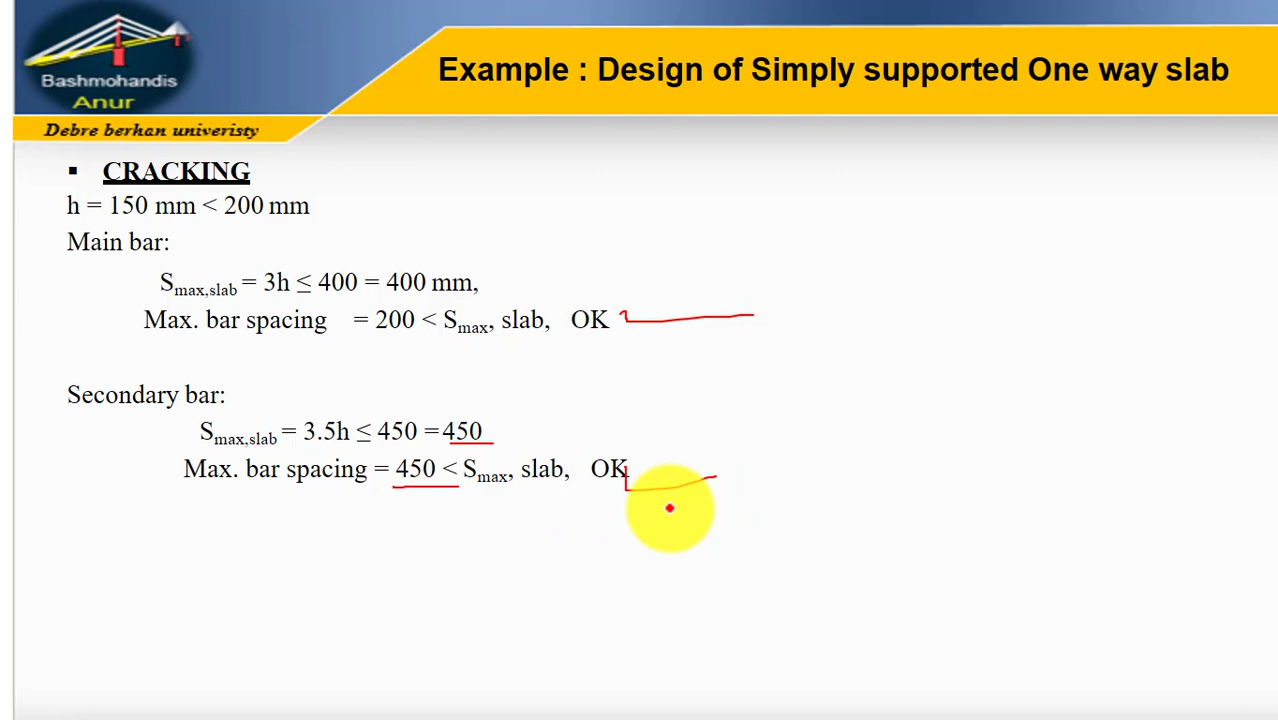 Bashmohandis
Anur
Debre berhan univeristy
Example : Design of Simply supported One way slab
▪ CRACKING
h = 150 mm < 200 mm
Main bar:
Smax,slab = 3h ≤ 400 = 400 mm,
Max. bar spacing = 200 < Smax, slab, OK
Secondary bar:
Smax,slab = 3.5h ≤ 450 = 450
Max. bar spacing = 450 < Smax, slab, OK